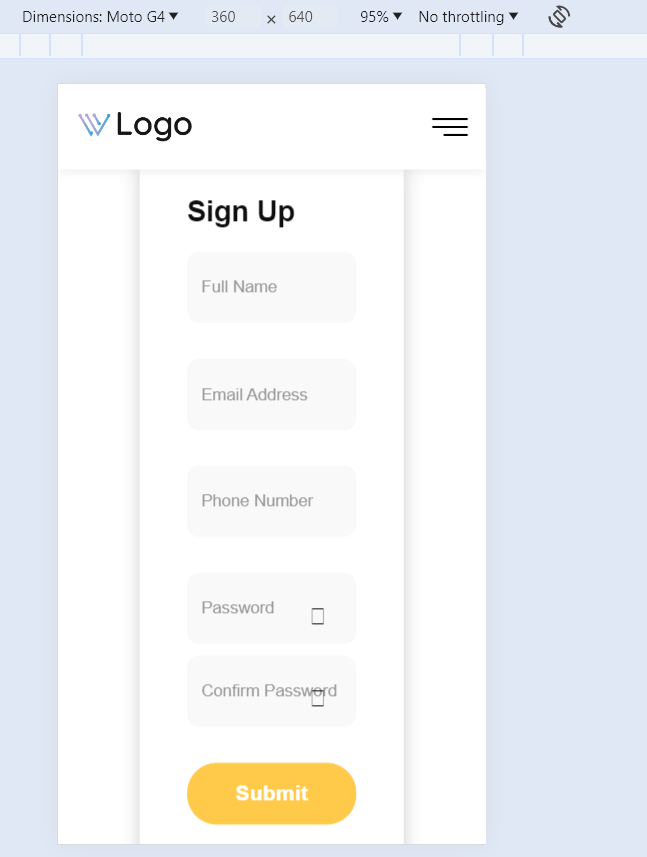 Dimensions: Moto G4 ▼ 360 × 640 95% ▼ No throttling ▼
Logo
Sign Up
Full Name
Email Address
Phone Number
Password
Confirm Password
Submit